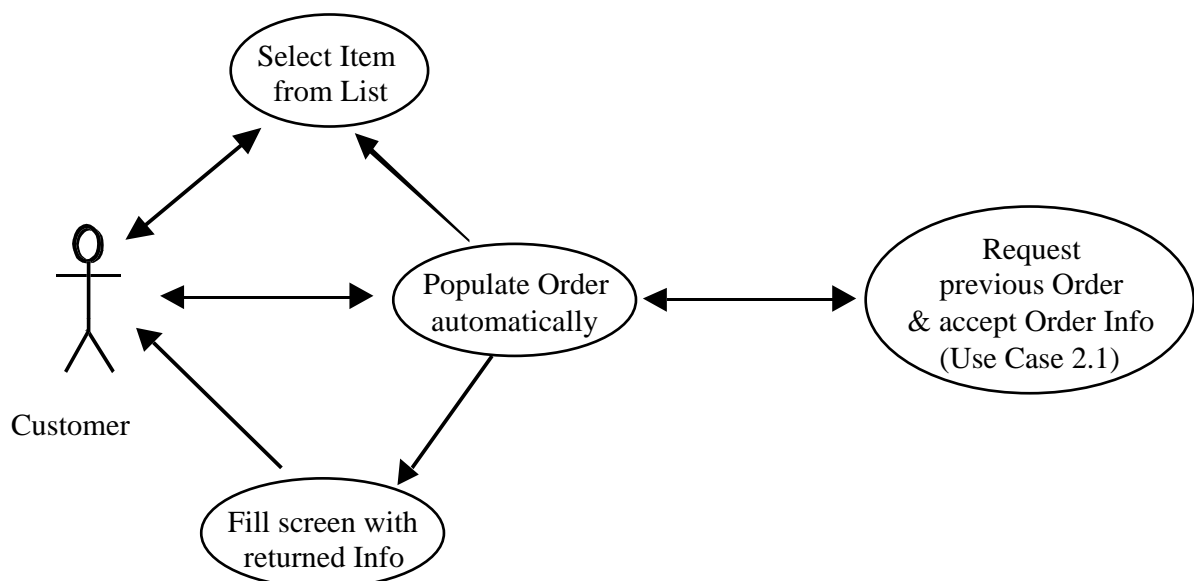 Select Item
from List
Populate Order
automatically
Request
previous Order
& accept Order Info
(Use Case 2.1)
Customer
Fill screen with
returned Info